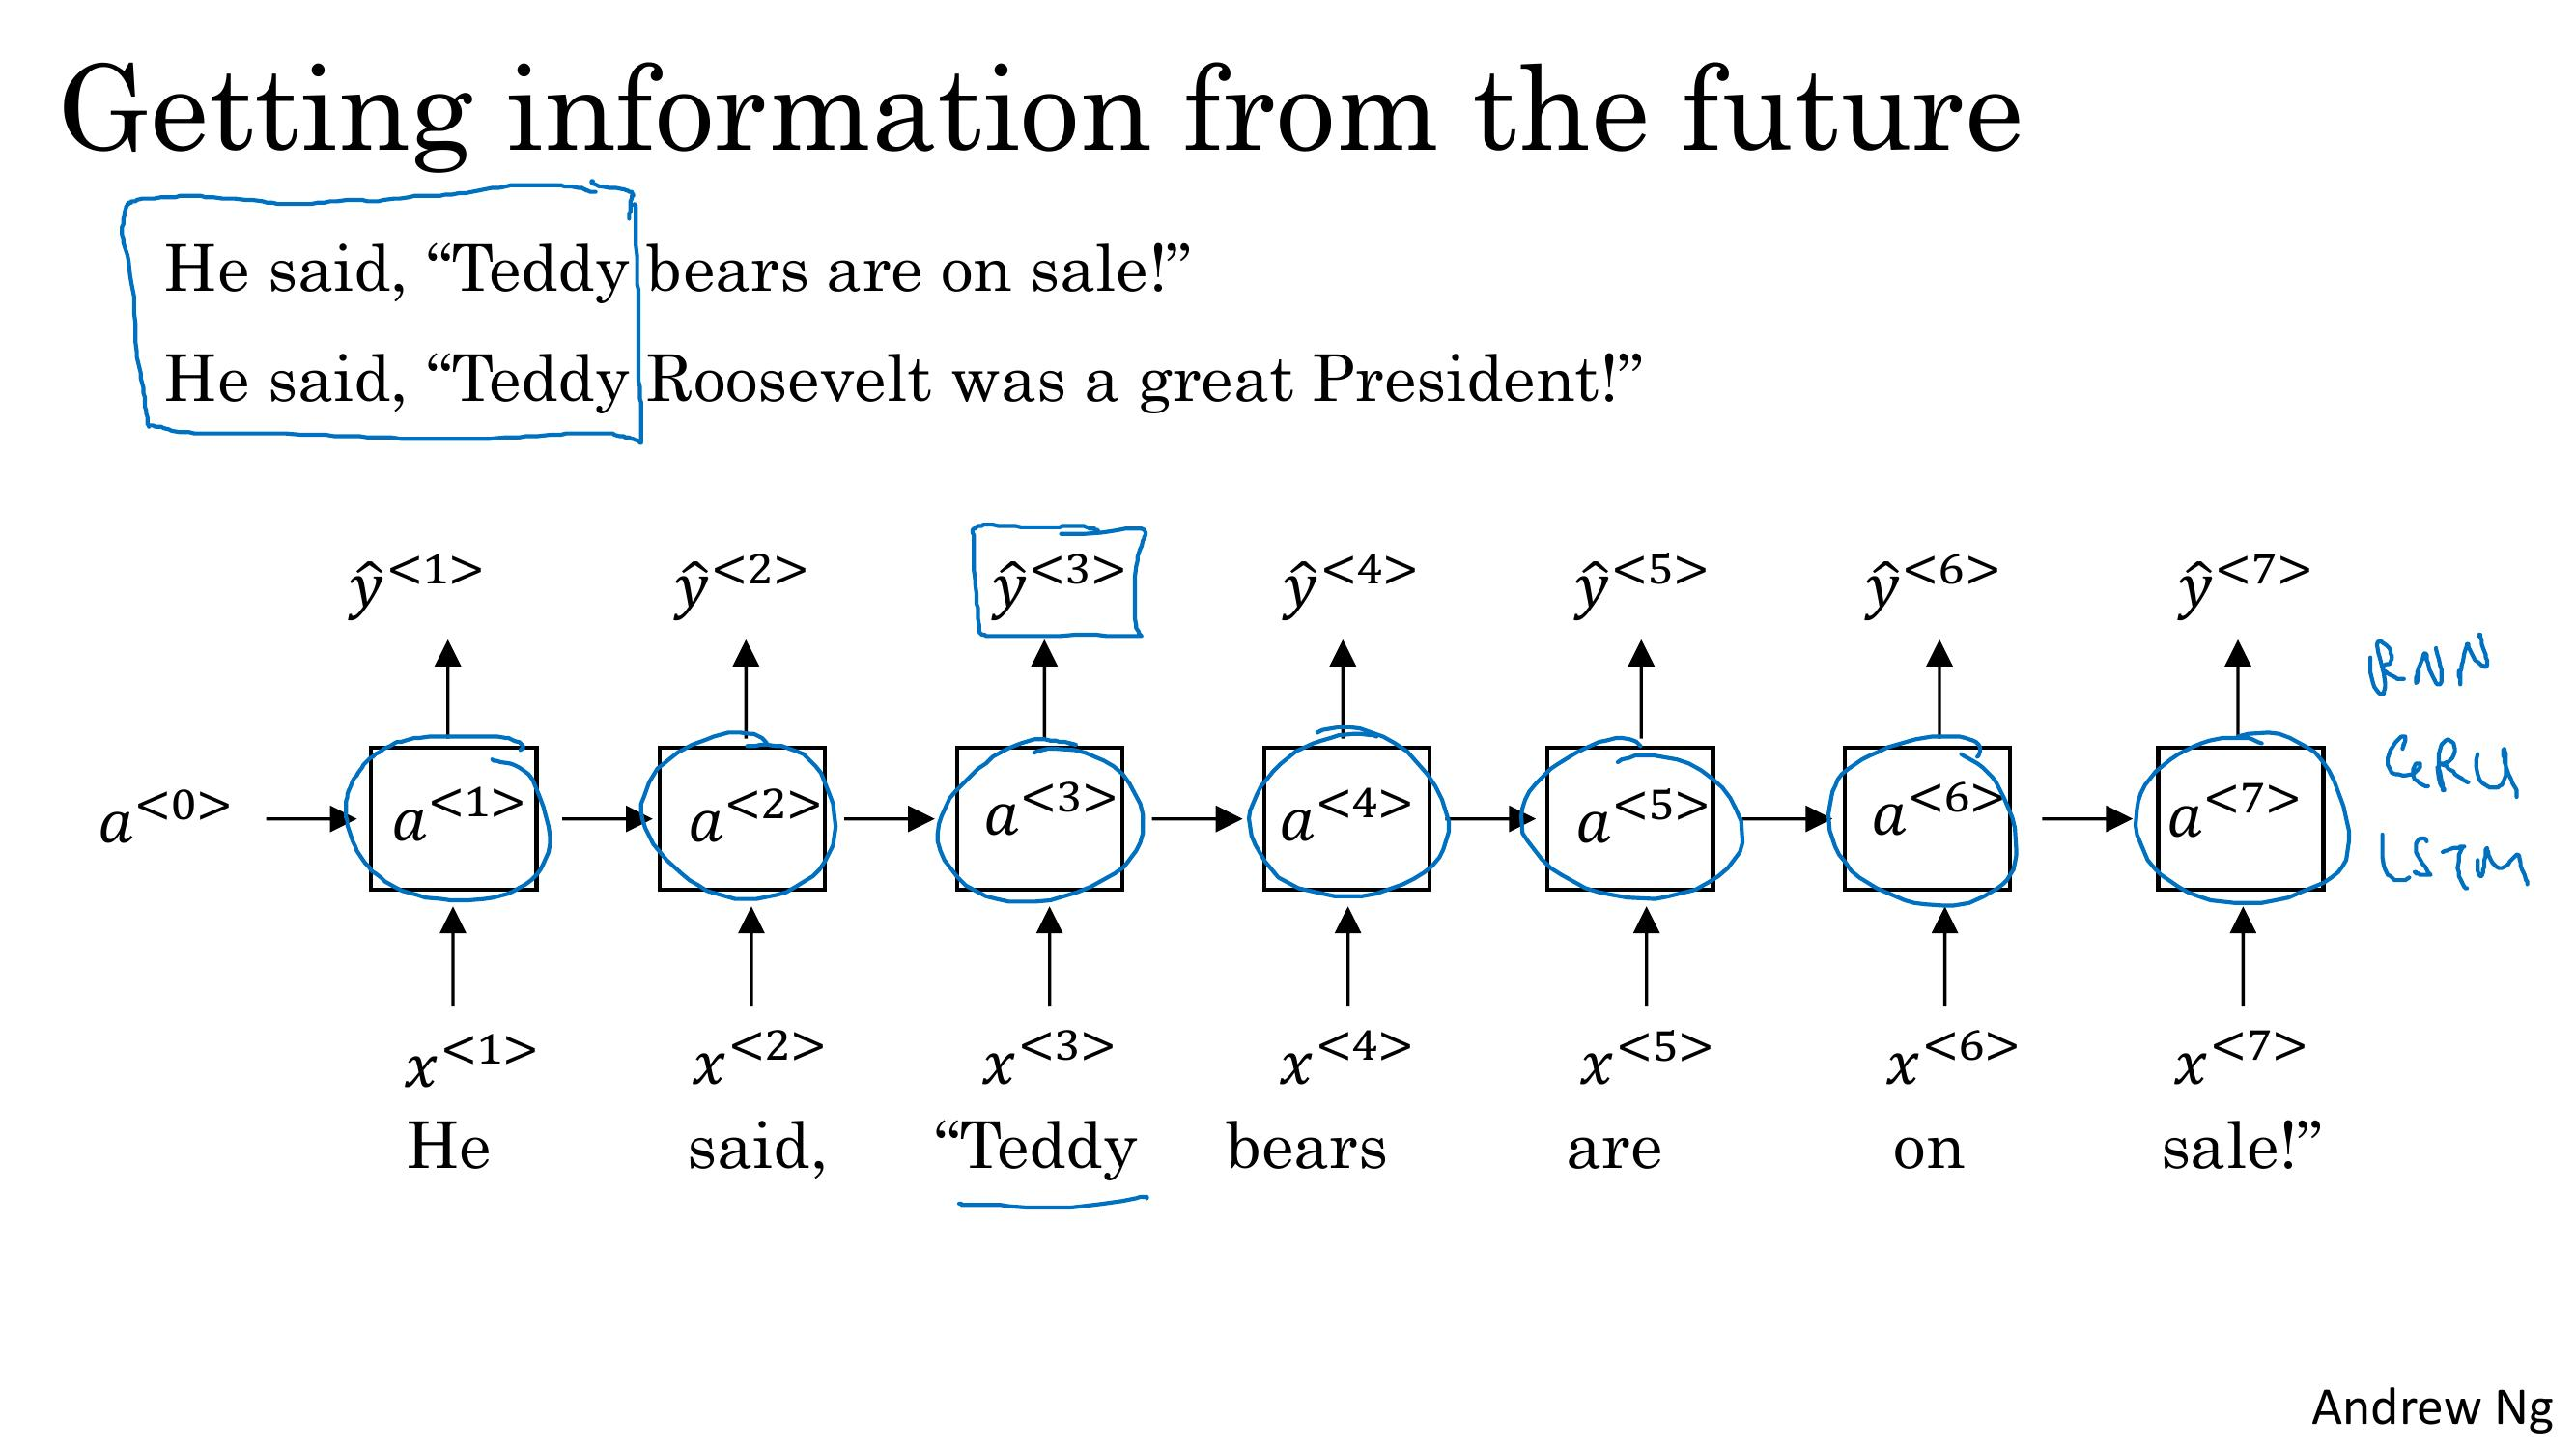 Getting information from the future
He said, “Teddy bears are on sale!”
He said, “Teddy Roosevelt was a great President!”
ŷ<1> ŷ<2> ŷ<3> ŷ<4> ŷ<5> ŷ<6> ŷ<7>
RNN
GRU
LSTM
a<0> a<1> a<2> a<3> a<4> a<5> a<6> a<7>
x<1> x<2> x<3> x<4> x<5> x<6> x<7>
He said, “Teddy bears are on sale!”
Andrew Ng